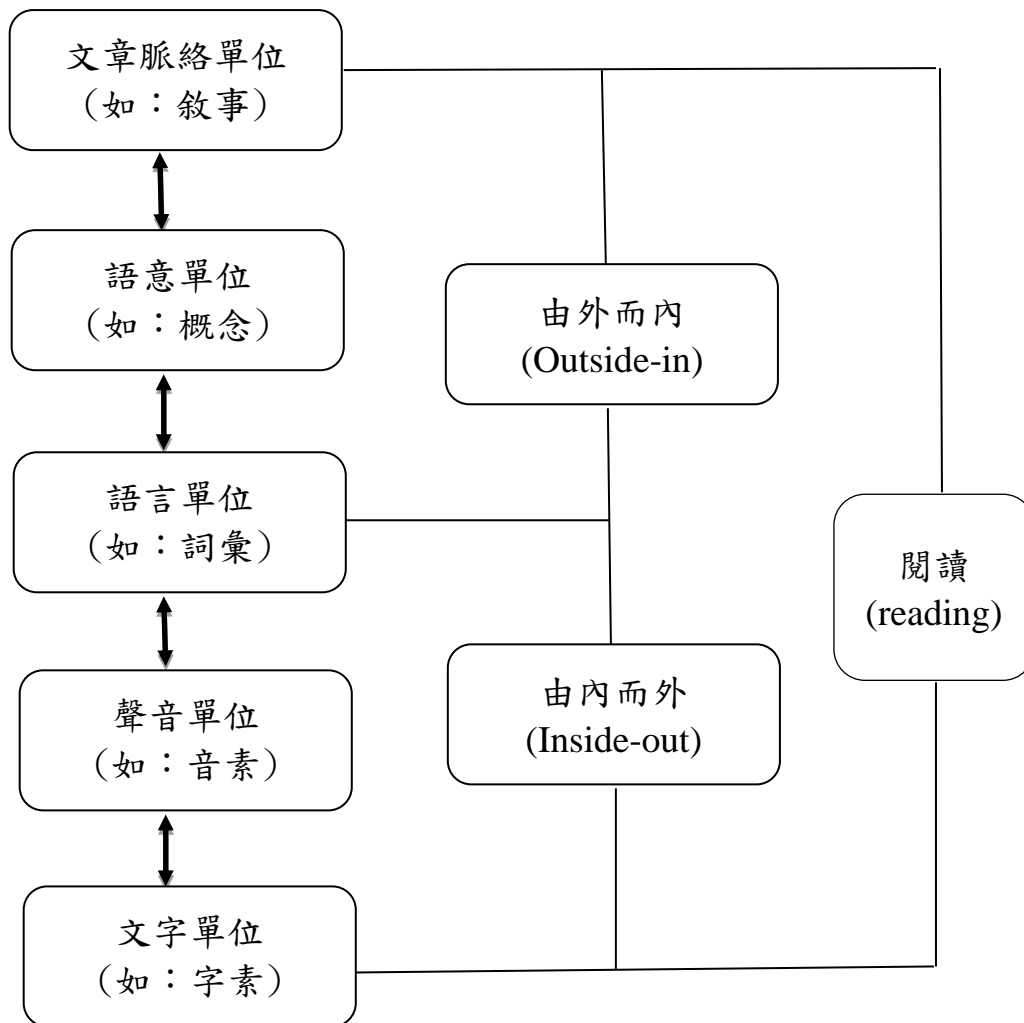 文章脈絡單位
（如：敘事）
語意單位
（如：概念）
由外而內
(Outside-in)
語言單位
（如：詞彙）
閱讀
(reading)
聲音單位
（如：音素）
由內而外
(Inside-out)
文字單位
（如：字素）